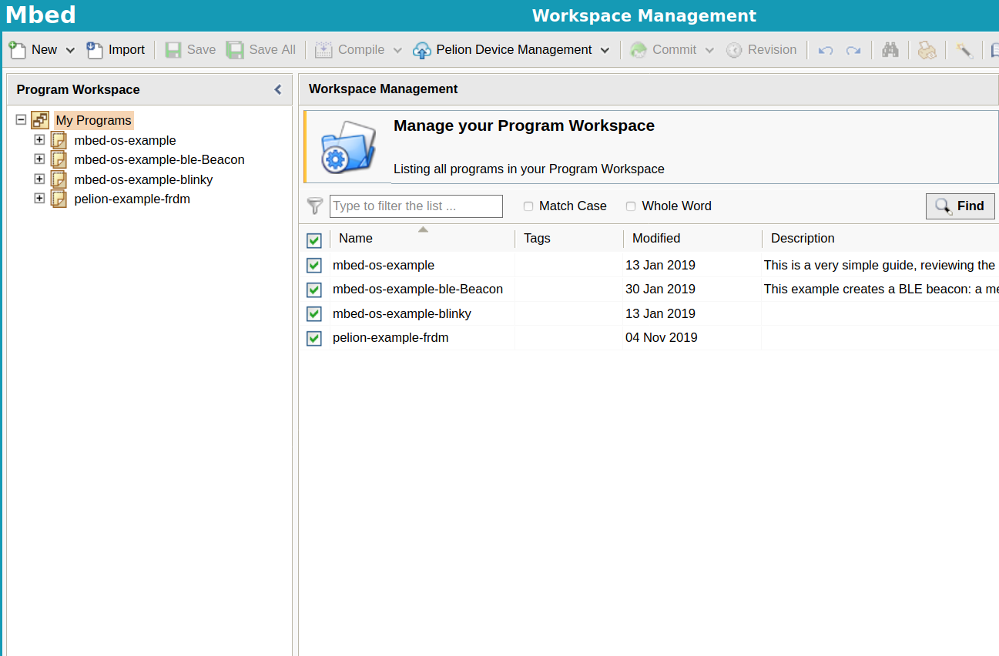 Mbed Workspace Management
New Import Save Save All Compile Pelion Device Management Commit Revision
Program Workspace
My Programs
mbed-os-example
mbed-os-example-ble-Beacon
mbed-os-example-blinky
pelion-example-frdm
Workspace Management
Manage your Program Workspace
Listing all programs in your Program Workspace
Type to filter the list ... Match Case Whole Word Find
Name Tags Modified Description
mbed-os-example 13 Jan 2019 This is a very simple guide, reviewing the
mbed-os-example-ble-Beacon 30 Jan 2019 This example creates a BLE beacon: a
mbed-os-example-blinky 13 Jan 2019
pelion-example-frdm 04 Nov 2019